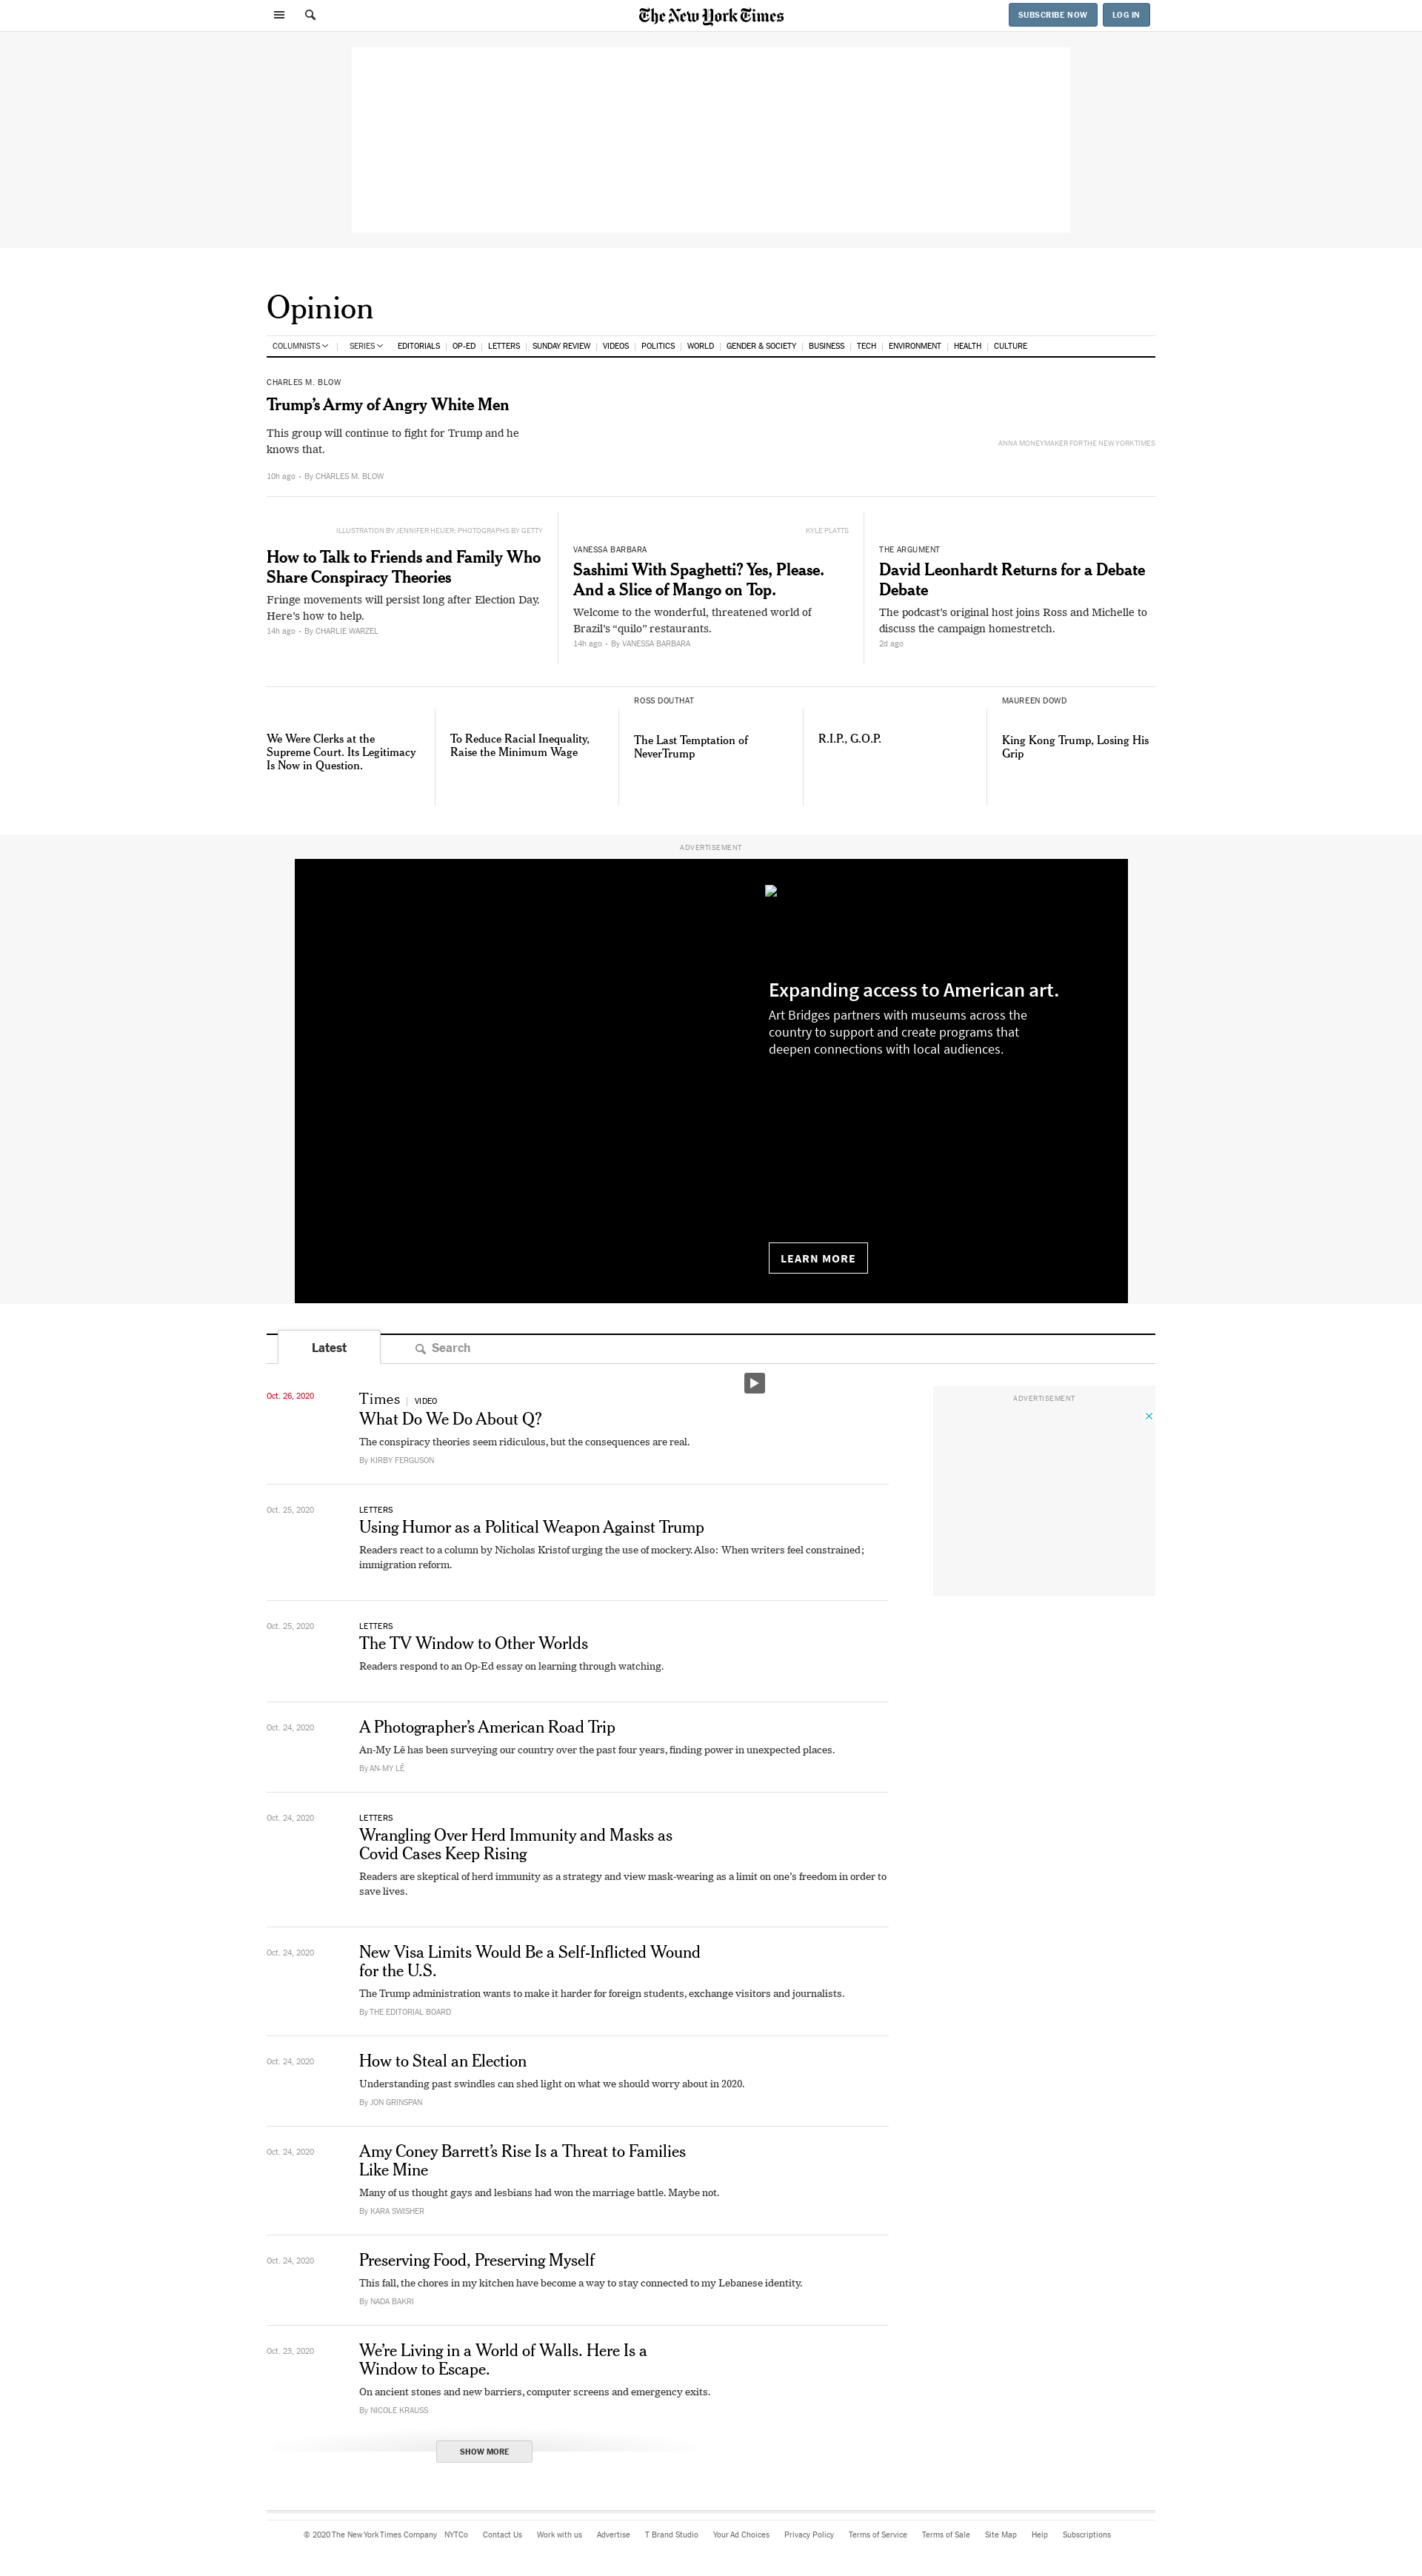 The New York Times
SUBSCRIBE NOW
LOG IN
Opinion
COLUMNISTS
SERIES
EDITORIALS
OP-ED
LETTERS
SUNDAY REVIEW
VIDEOS
POLITICS
WORLD
GENDER & SOCIETY
BUSINESS
TECH
ENVIRONMENT
HEALTH
CULTURE
CHARLES M. BLOW
Trump’s Army of Angry White Men
This group will continue to fight for Trump and he
knows that.
10h ago • By CHARLES M. BLOW
ANNA MONEYMAKER FOR THE NEW YORK TIMES
ILLUSTRATION BY JENNIFER HEUER; PHOTOGRAPHS BY GETTY
How to Talk to Friends and Family Who
Share Conspiracy Theories
Fringe movements will persist long after Election Day.
Here’s how to help.
14h ago • By CHARLIE WARZEL
KYLE PLATTS
VANESSA BARBARA
Sashimi With Spaghetti? Yes, Please.
And a Slice of Mango on Top.
Welcome to the wonderful, threatened world of
Brazil’s “quilo” restaurants.
14h ago • By VANESSA BARBARA
THE ARGUMENT
David Leonhardt Returns for a Debate
Debate
The podcast’s original host joins Ross and Michelle to
discuss the campaign homestretch.
2d ago
We Were Clerks at the
Supreme Court. Its Legitimacy
Is Now in Question.
To Reduce Racial Inequality,
Raise the Minimum Wage
ROSS DOUTHAT
The Last Temptation of
NeverTrump
R.I.P., G.O.P.
MAUREEN DOWD
King Kong Trump, Losing His
Grip
ADVERTISEMENT
Expanding access to American art.
Art Bridges partners with museums across the
country to support and create programs that
deepen connections with local audiences.
LEARN MORE
Latest
Search
Oct. 26, 2020
Times | VIDEO
What Do We Do About Q?
The conspiracy theories seem ridiculous, but the consequences are real.
By KIRBY FERGUSON
ADVERTISEMENT
Oct. 25, 2020
LETTERS
Using Humor as a Political Weapon Against Trump
Readers react to a column by Nicholas Kristof urging the use of mockery. Also: When writers feel constrained;
immigration reform.
Oct. 25, 2020
LETTERS
The TV Window to Other Worlds
Readers respond to an Op-Ed essay on learning through watching.
Oct. 24, 2020
A Photographer’s American Road Trip
An-My Lê has been surveying our country over the past four years, finding power in unexpected places.
By AN-MY LÊ
Oct. 24, 2020
LETTERS
Wrangling Over Herd Immunity and Masks as
Covid Cases Keep Rising
Readers are skeptical of herd immunity as a strategy and view mask-wearing as a limit on one’s freedom in order to
save lives.
Oct. 24, 2020
New Visa Limits Would Be a Self-Inflicted Wound
for the U.S.
The Trump administration wants to make it harder for foreign students, exchange visitors and journalists.
By THE EDITORIAL BOARD
Oct. 24, 2020
How to Steal an Election
Understanding past swindles can shed light on what we should worry about in 2020.
By JON GRINSPAN
Oct. 24, 2020
Amy Coney Barrett’s Rise Is a Threat to Families
Like Mine
Many of us thought gays and lesbians had won the marriage battle. Maybe not.
By KARA SWISHER
Oct. 24, 2020
Preserving Food, Preserving Myself
This fall, the chores in my kitchen have become a way to stay connected to my Lebanese identity.
By NADA BAKRI
Oct. 23, 2020
We’re Living in a World of Walls. Here Is a
Window to Escape.
On ancient stones and new barriers, computer screens and emergency exits.
By NICOLE KRAUSS
SHOW MORE
© 2020 The New York Times Company
NYTCo
Contact Us
Work with us
Advertise
T Brand Studio
Your Ad Choices
Privacy Policy
Terms of Service
Terms of Sale
Site Map
Help
Subscriptions